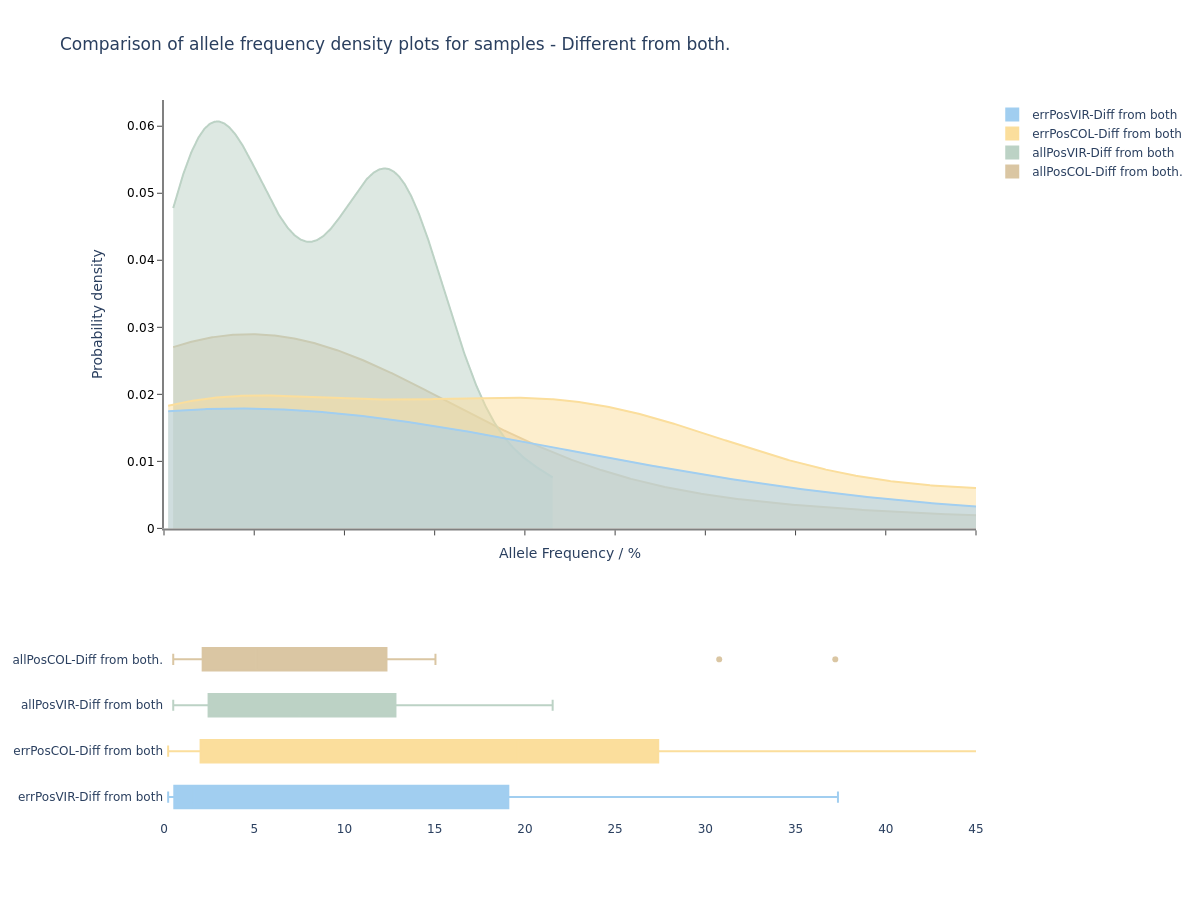 Comparison of allele frequency density plots for samples - Different from both.
errPosVIR-Diff from both
errPosCOL-Diff from both
allPosVIR-Diff from both
allPosCOL-Diff from both.
0.06
0.05
0.04
0.03
0.02
0.01
0
Probability density
Allele Frequency / %
allPosCOL-Diff from both.
allPosVIR-Diff from both
errPosCOL-Diff from both
errPosVIR-Diff from both
0 5 10 15 20 25 30 35 40 45